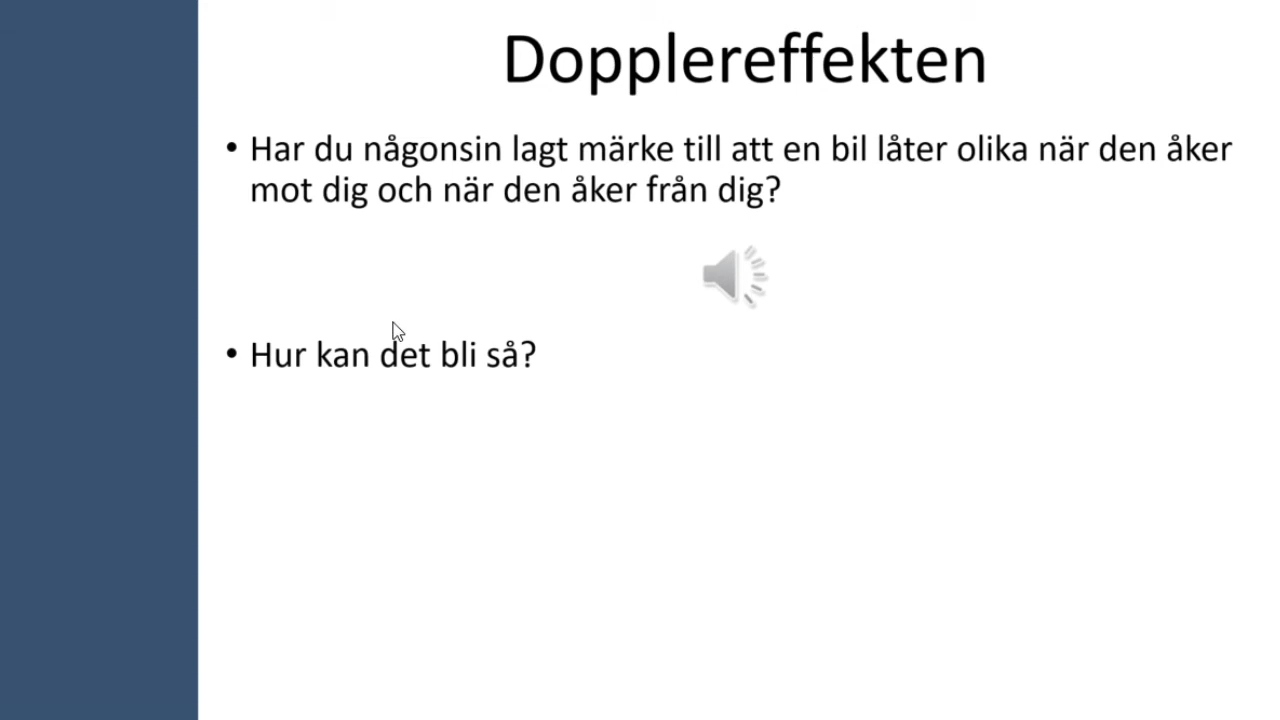 Dopplereffekten
• Har du någonsin lagt märke till att en bil låter olika när den åker
mot dig och när den åker från dig?
• Hur kan det bli så?